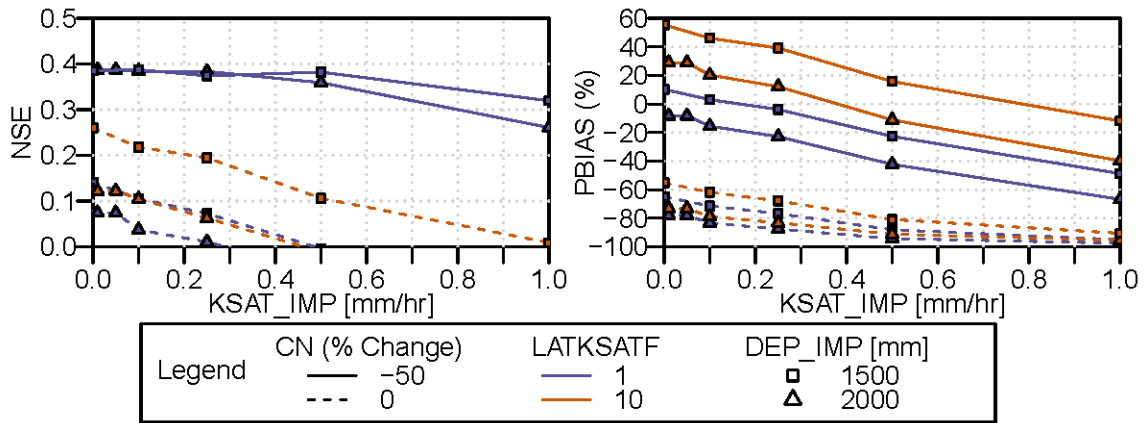 NSE
0.5
0.4
0.3
0.2
0.1
0.0
0.0 0.2 0.4 0.6 0.8 1.0
KSAT_IMP [mm/hr]
PBIAS (%)
60
40
20
0
−20
−40
−60
−80
−100
0.0 0.2 0.4 0.6 0.8 1.0
KSAT_IMP [mm/hr]
Legend
CN (% Change)
−50
0
LATKSATF
1
10
DEP_IMP [mm]
1500
2000